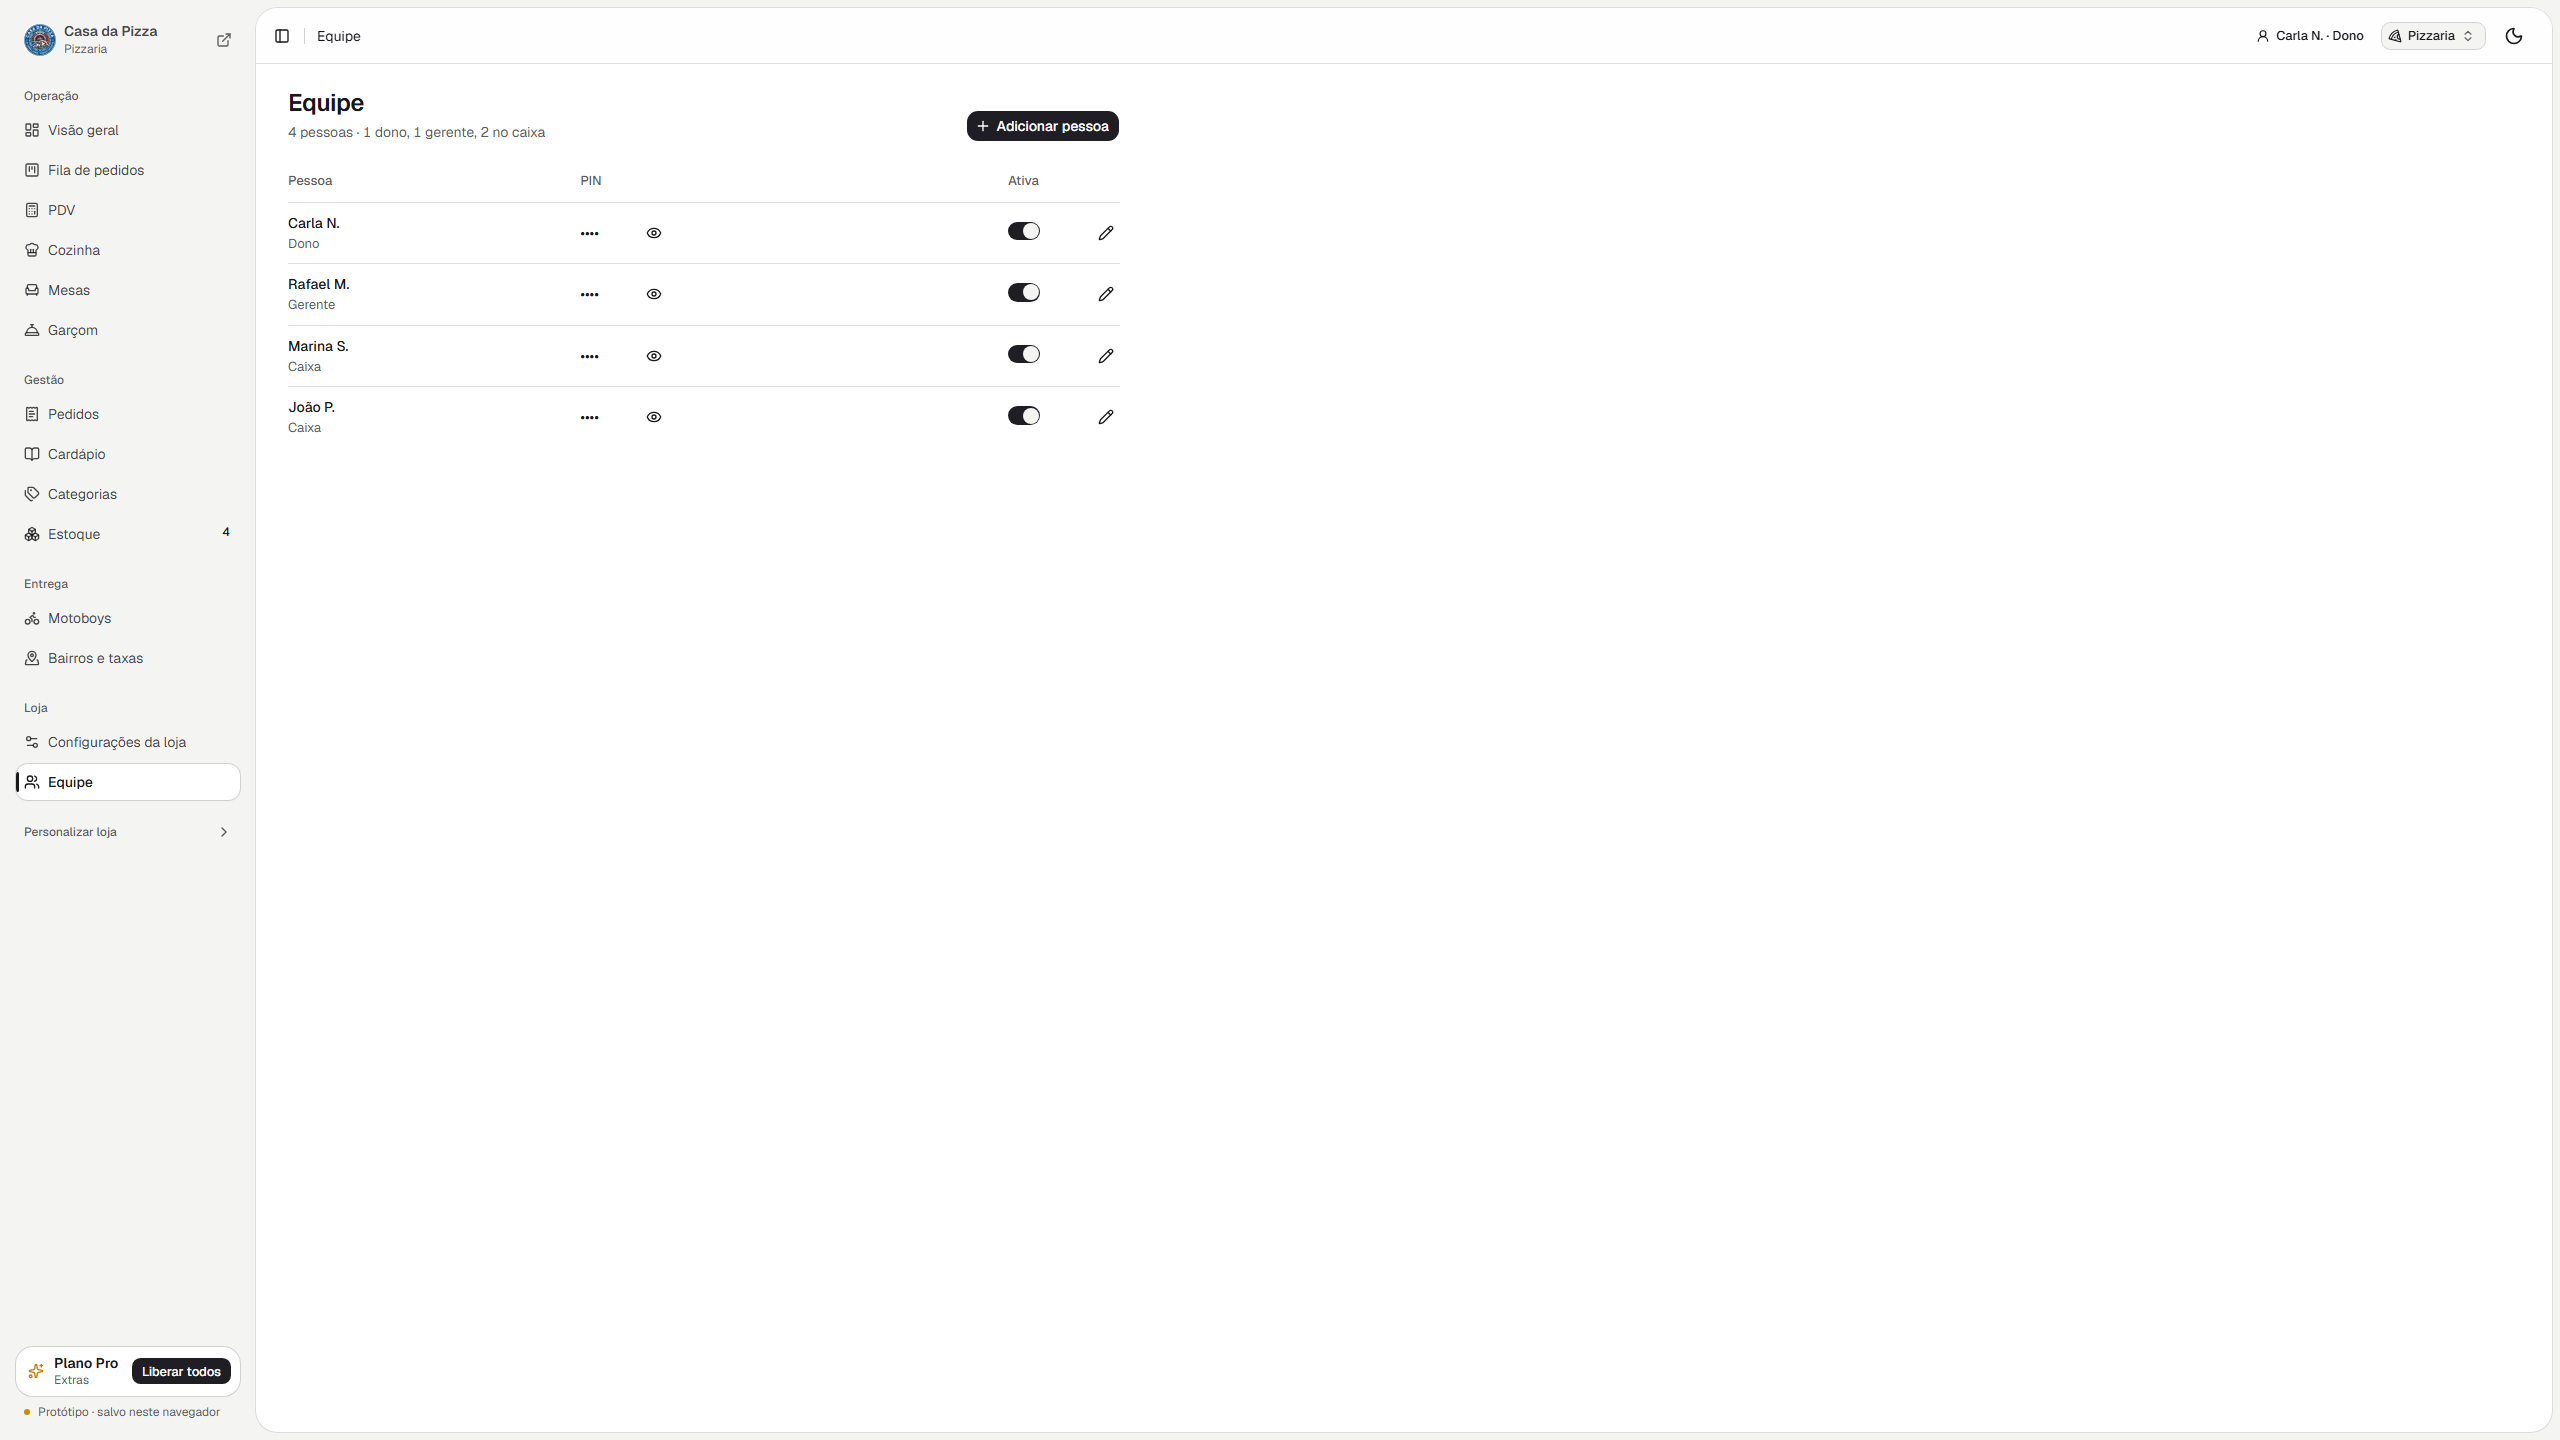 Casa da Pizza
Pizzaria
Operação
Visão geral
Fila de pedidos
PDV
Cozinha
Mesas
Garçom
Gestão
Pedidos
Cardápio
Categorias
Estoque 4
Entrega
Motoboys
Bairros e taxas
Loja
Configurações da loja
Equipe
Personalizar loja
Plano Pro
Extras
Liberar todos
Protótipo · salvo neste navegador
Equipe
Carla N. · Dono
Pizzaria
Equipe
4 pessoas · 1 dono, 1 gerente, 2 no caixa
Adicionar pessoa
Pessoa PIN Ativa
Carla N.
Dono
••••
Rafael M.
Gerente
••••
Marina S.
Caixa
••••
João P.
Caixa
••••